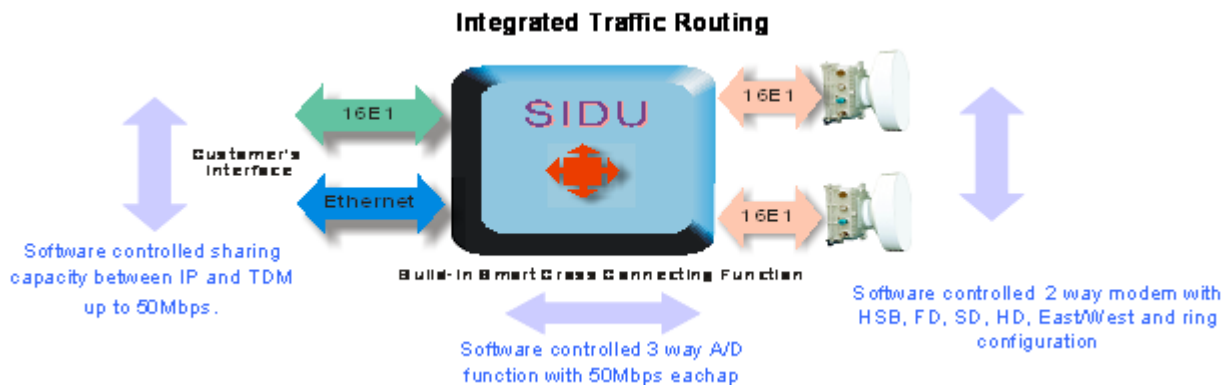 Integrated Traffic Routing
16E1
SIDU
16E1
Customer's
Interface
Ethernet
16E1
Software controlled sharing
capacity between IP and TDM
up to 50Mbps.
Build-In Smart Cross Connecting Function
Software controlled 3 way A/D
function with 50Mbps eachap
Software controlled 2 way modem with
HSB, FD, SD, HD, East/West and ring
configuration